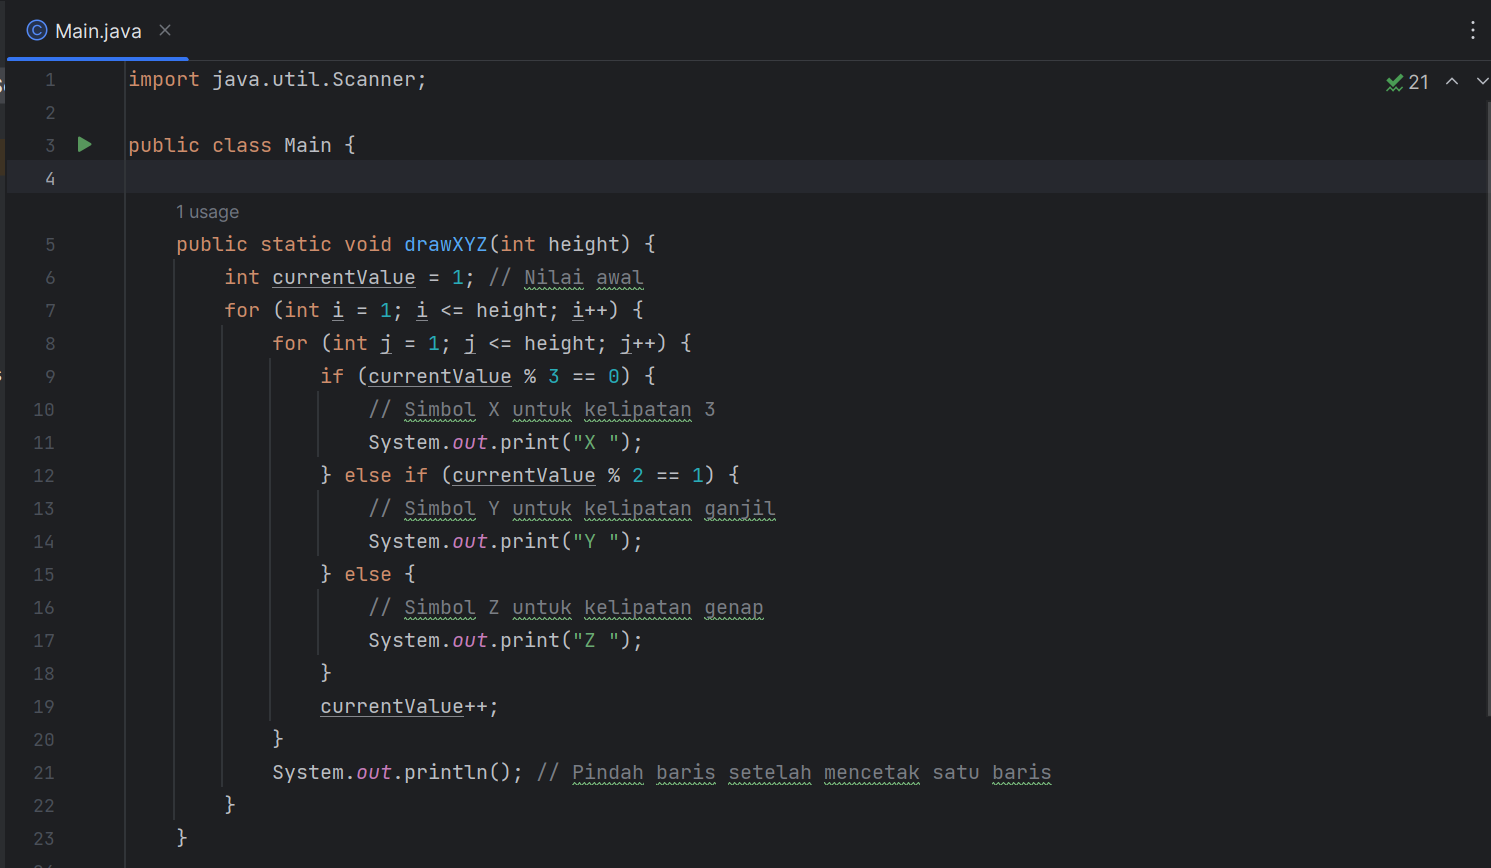 Main.java
1 import java.util.Scanner;
21
2
3 public class Main {
4
1 usage
5 public static void drawXYZ(int height) {
6 int currentValue = 1; // Nilai awal
7 for (int i = 1; i <= height; i++) {
8 for (int j = 1; j <= height; j++) {
9 if (currentValue % 3 == 0) {
10 // Simbol X untuk kelipatan 3
11 System.out.print("X ");
12 } else if (currentValue % 2 == 1) {
13 // Simbol Y untuk kelipatan ganjil
14 System.out.print("Y ");
15 } else {
16 // Simbol Z untuk kelipatan genap
17 System.out.print("Z ");
18 }
19 currentValue++;
20 }
21 System.out.println(); // Pindah baris setelah mencetak satu baris
22 }
23 }